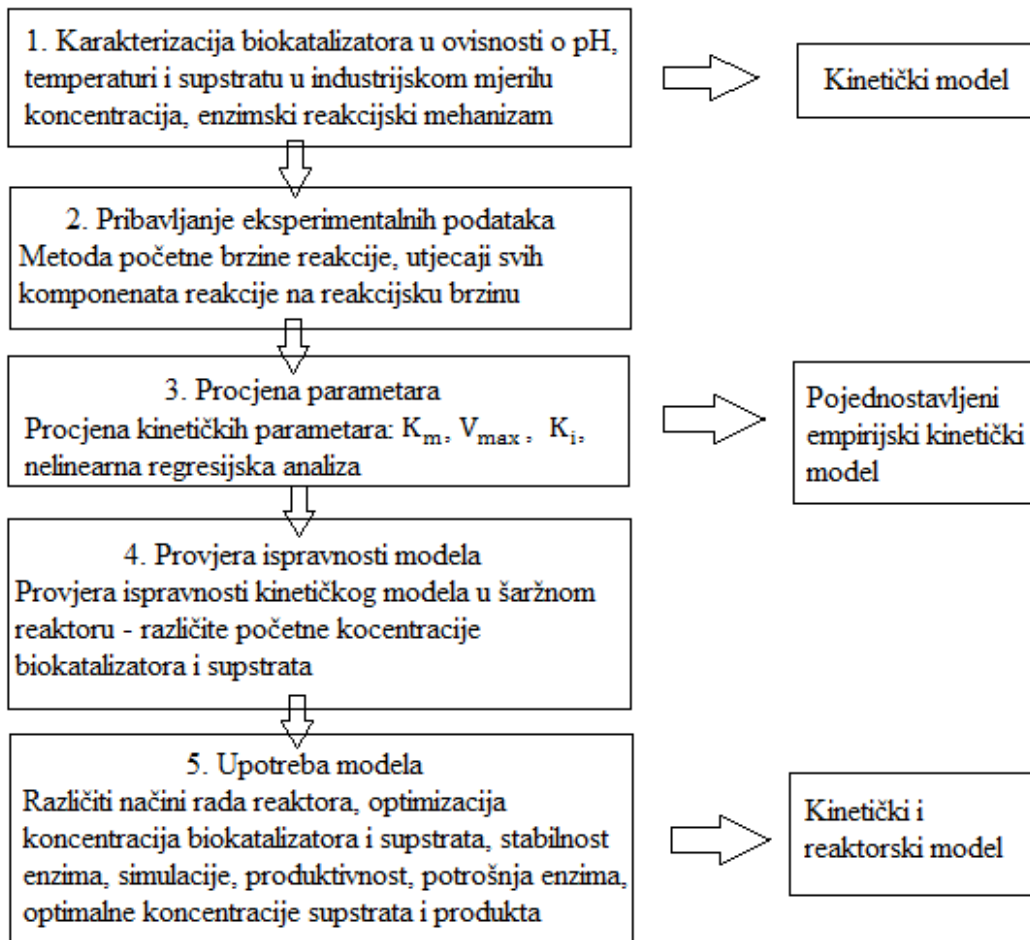 1. Karakterizacija biokatalizatora u ovisnosti o pH,
temperaturi i supstratu u industrijskom mjerilu
koncentracija, enzimski reakcijski mehanizam
Kinetički model
2. Pribavljanje eksperimentalnih podataka
Metoda početne brzine reakcije, utjecaji svih
komponenata reakcije na reakcijsku brzinu
3. Procjena parametara
Procjena kinetičkih parametara: Km, Vmax , Ki,
nelinearna regresijska analiza
Pojednostavljeni
empirijski kinetički
model
4. Provjera ispravnosti modela
Provjera ispravnosti kinetičkog modela u šaržnom
reaktoru - različite početne kocentracije
biokatalizatora i supstrata
5. Upotreba modela
Različiti načini rada reaktora, optimizacija
koncentracija biokatalizatora i supstrata, stabilnost
enzima, simulacije, produktivnost, potrošnja enzima,
optimalne koncentracije supstrata i produkta
Kinetički i
reaktorski model